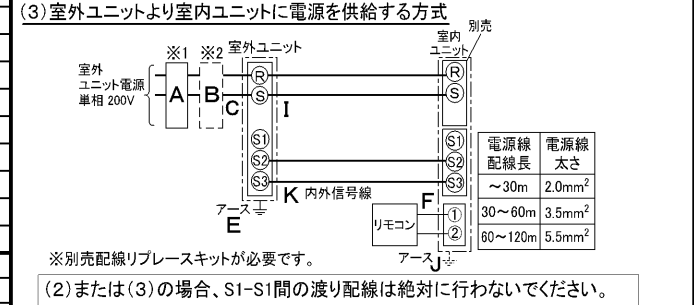 (3)室外ユニットより室内ユニットに電源を供給する方式
別売
※1 ※2 室外ユニット 室内
ユニット
室外
ユニット電源
単相 200V
A B C I
R R
S S
S1 S1
S2 S2
S3 S3
K 内外信号線
アース
E
F
リモコン
①
②
アース J
電源線 電源線
配線長 太さ
～30m 2.0mm²
30～60m 3.5mm²
60～120m 5.5mm²
※別売配線リプレースキットが必要です。
(2)または(3)の場合、S1-S1間の渡り配線は絶対に行わないでください。